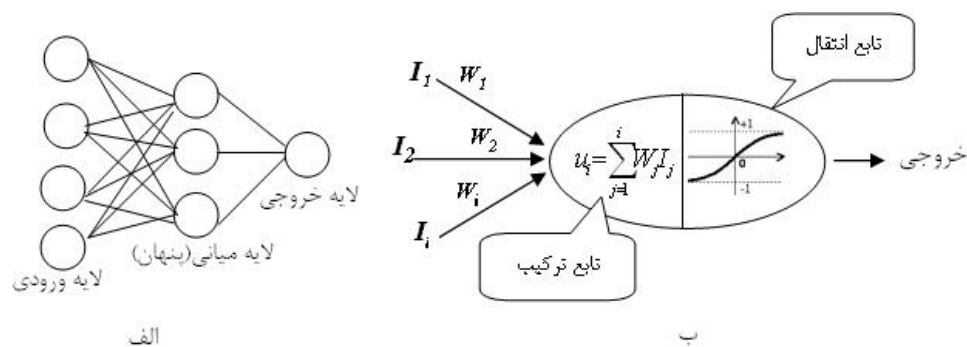 تابع انتقال
I1 W1
I2 W2
Wi
Ii
ui=∑WjIj
i
j=1
+1
0
-1
خروجی
تابع ترکیب
لایه خروجی
لایه میانی(پنهان)
لایه ورودی
الف
ب